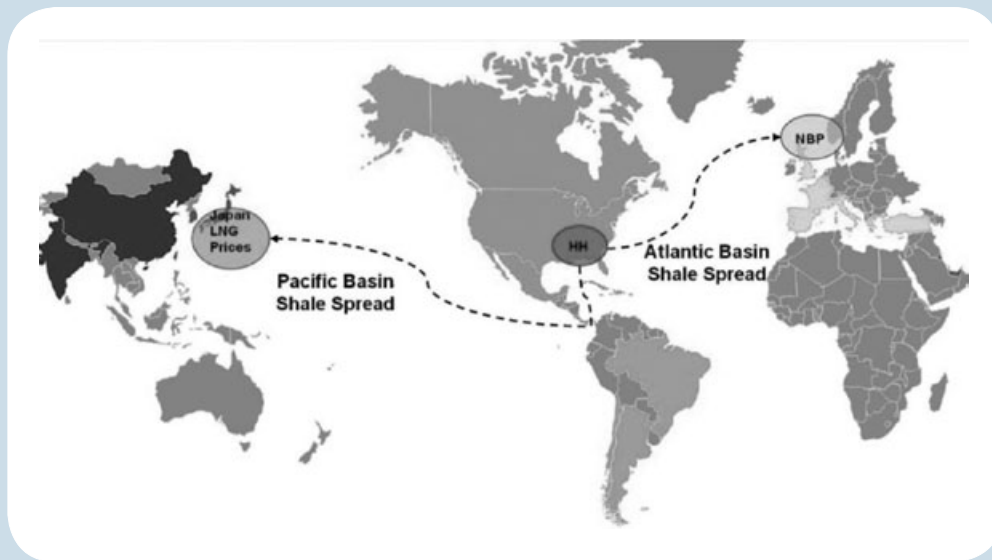 NBP
Japan
LNG
Prices
HH
Atlantic Basin
Shale Spread
Pacific Basin
Shale Spread